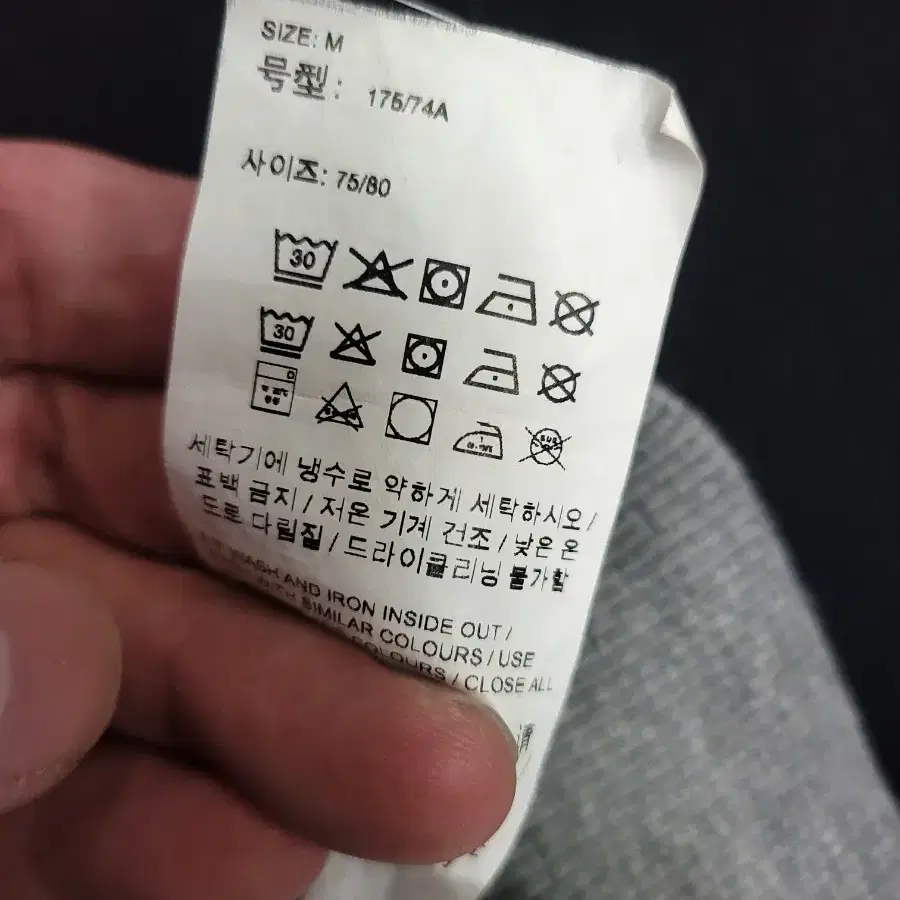 SIZE: M
号型: 175/74A
사이즈: 75/80
30
30
세탁기에 냉수로 약하게 세탁하시오 /
표백 금지 / 저온 기계 건조 / 낮은 온
도로 다림질 / 드라이클리닝 불가함
WASH AND IRON INSIDE OUT /
WITH SIMILAR COLOURS / USE
COLOURS / CLOSE ALL